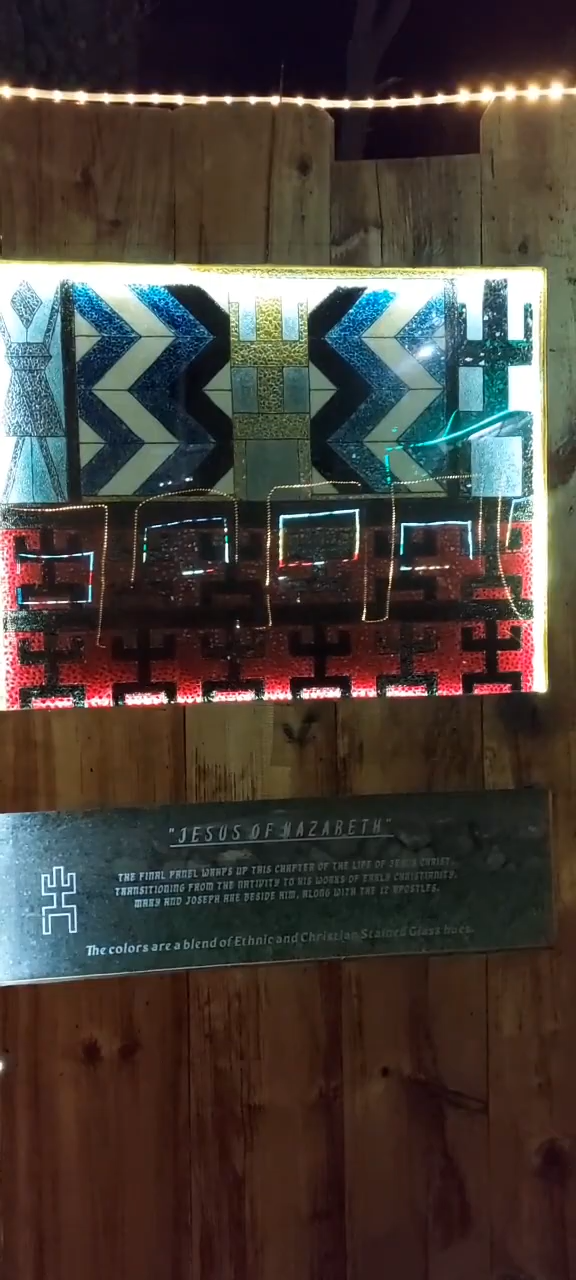 "JESUS OF NAZARETH"
THE FINAL PANEL WRAPS UP THIS CHAPTER OF THE LIFE OF JESUS CHRIST,
TRANSITIONING FROM THE NATIVITY TO HIS WORKS OF EARLY CHRISTIANITY.
MARY AND JOSEPH ARE BESIDE HIM, ALONG WITH THE 12 APOSTLES.
The colors are a blend of Ethnic and Christian Stained Glass hues.